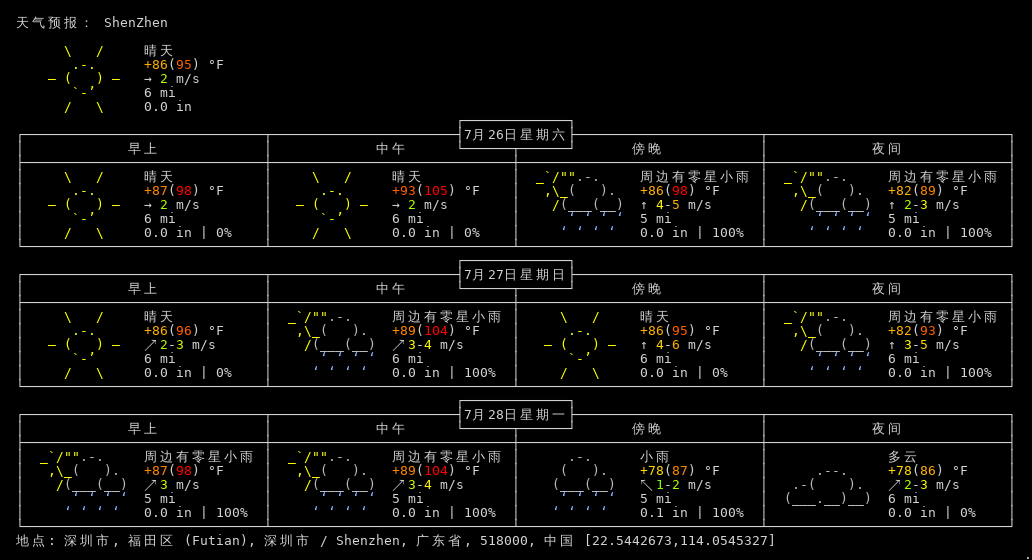 天气预报: ShenZhen
晴天
+86(95) °F
→ 2 m/s
6 mi
0.0 in
7月26日星期六
早上 中午 傍晚 夜间
晴天 晴天 周边有零星小雨 周边有零星小雨
+87(98) °F +93(105) °F +86(98) °F +82(89) °F
→ 2 m/s → 2 m/s ↑ 4-5 m/s ↑ 2-3 m/s
6 mi 6 mi 5 mi 5 mi
0.0 in | 0% 0.0 in | 0% 0.0 in | 100% 0.0 in | 100%
7月27日星期日
早上 中午 傍晚 夜间
晴天 周边有零星小雨 晴天 周边有零星小雨
+86(96) °F +89(104) °F +86(95) °F +82(93) °F
↗ 2-3 m/s ↗ 3-4 m/s ↑ 4-6 m/s ↑ 3-5 m/s
6 mi 6 mi 6 mi 6 mi
0.0 in | 0% 0.0 in | 100% 0.0 in | 0% 0.0 in | 100%
7月28日星期一
早上 中午 傍晚 夜间
周边有零星小雨 周边有零星小雨 小雨 多云
+87(98) °F +89(104) °F +78(87) °F +78(86) °F
↗ 3 m/s ↗ 3-4 m/s ↖ 1-2 m/s ↗ 2-3 m/s
5 mi 5 mi 5 mi 6 mi
0.0 in | 100% 0.0 in | 100% 0.1 in | 100% 0.0 in | 0%
地点: 深圳市, 福田区 (Futian), 深圳市 / Shenzhen, 广东省, 518000, 中国 [22.5442673,114.0545327]